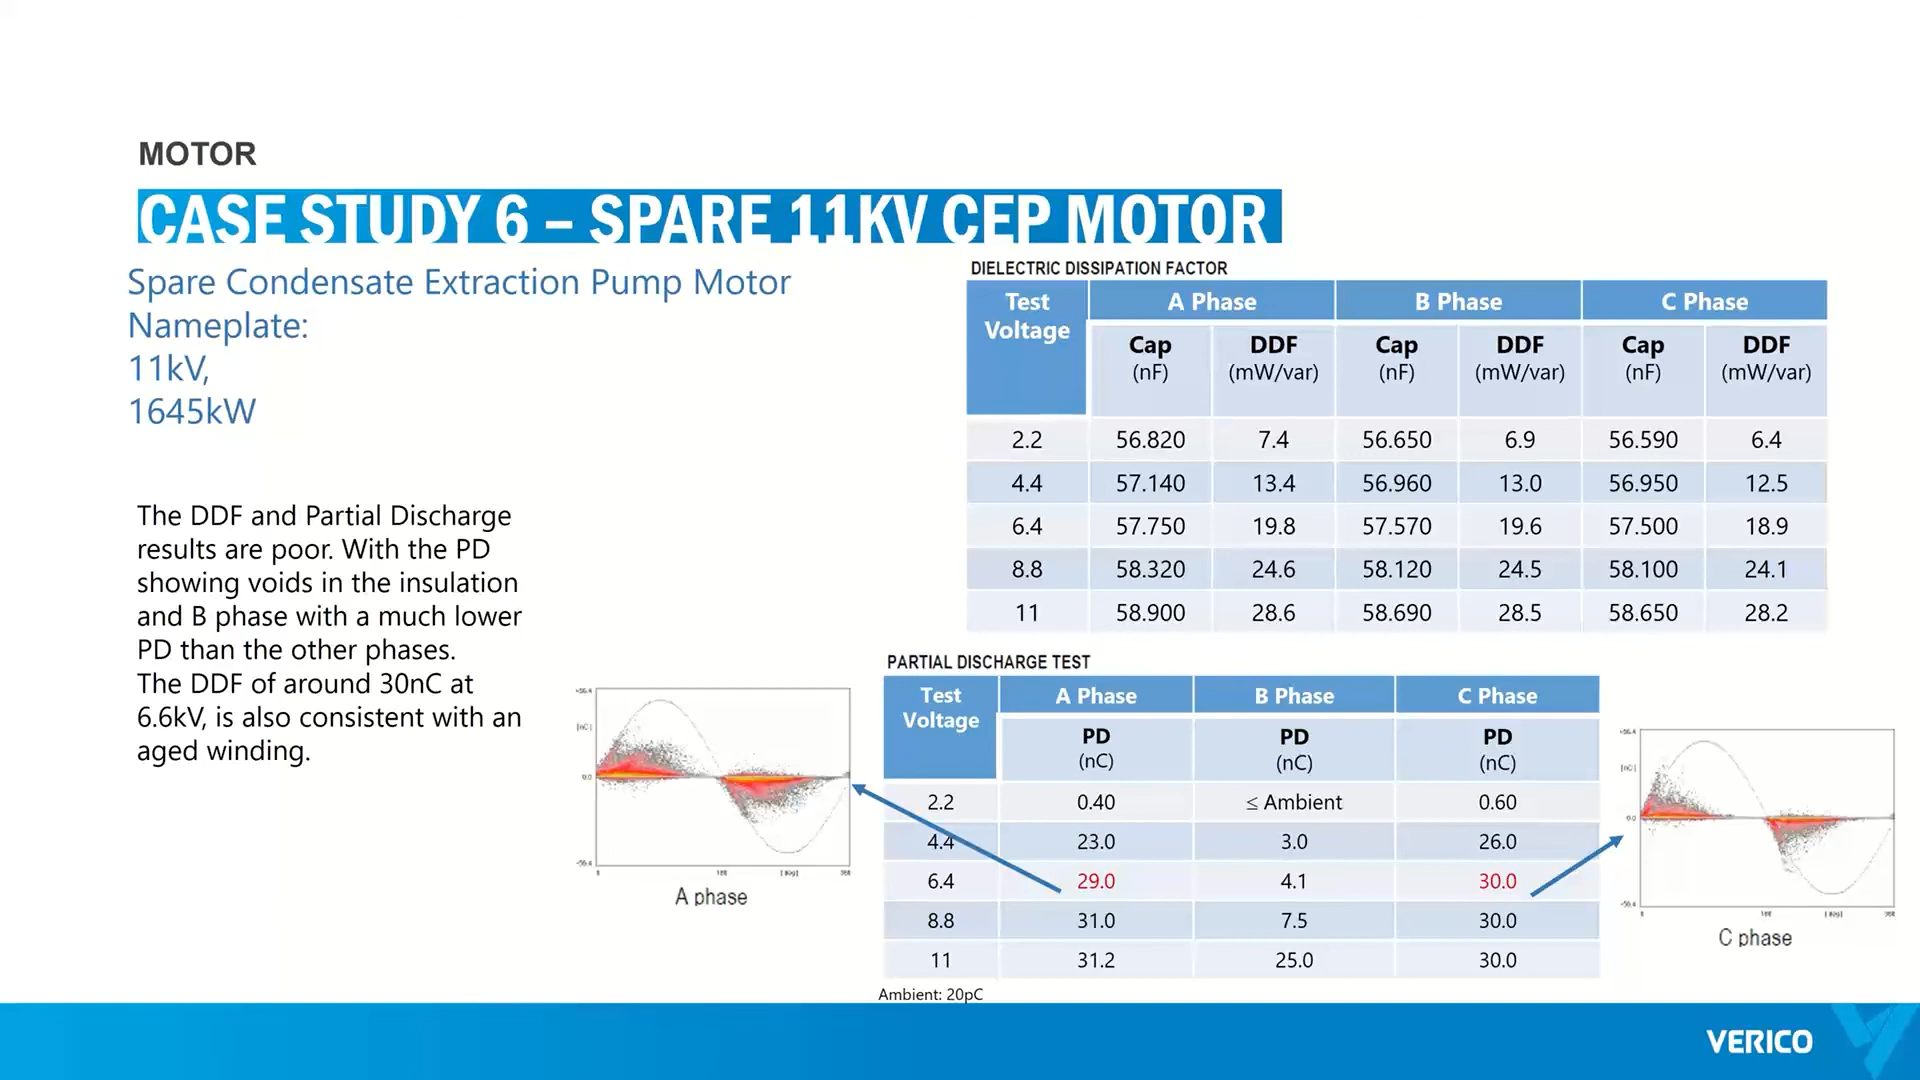 MOTOR
CASE STUDY 6 – SPARE 11KV CEP MOTOR
Spare Condensate Extraction Pump Motor
Nameplate:
11kV,
1645kW
The DDF and Partial Discharge
results are poor. With the PD
showing voids in the insulation
and B phase with a much lower
PD than the other phases.
The DDF of around 30nC at
6.6kV, is also consistent with an
aged winding.
DIELECTRIC DISSIPATION FACTOR
Test Voltage A Phase B Phase C Phase
Cap (nF) DDF (mW/var) Cap (nF) DDF (mW/var) Cap (nF) DDF (mW/var)
2.2 56.820 7.4 56.650 6.9 56.590 6.4
4.4 57.140 13.4 56.960 13.0 56.950 12.5
6.4 57.750 19.8 57.570 19.6 57.500 18.9
8.8 58.320 24.6 58.120 24.5 58.100 24.1
11 58.900 28.6 58.690 28.5 58.650 28.2
PARTIAL DISCHARGE TEST
Test Voltage A Phase B Phase C Phase
PD (nC) PD (nC) PD (nC)
2.2 0.40 ≤ Ambient 0.60
4.4 23.0 3.0 26.0
6.4 29.0 4.1 30.0
8.8 31.0 7.5 30.0
11 31.2 25.0 30.0
Ambient: 20pC
A phase
C phase
VERICO